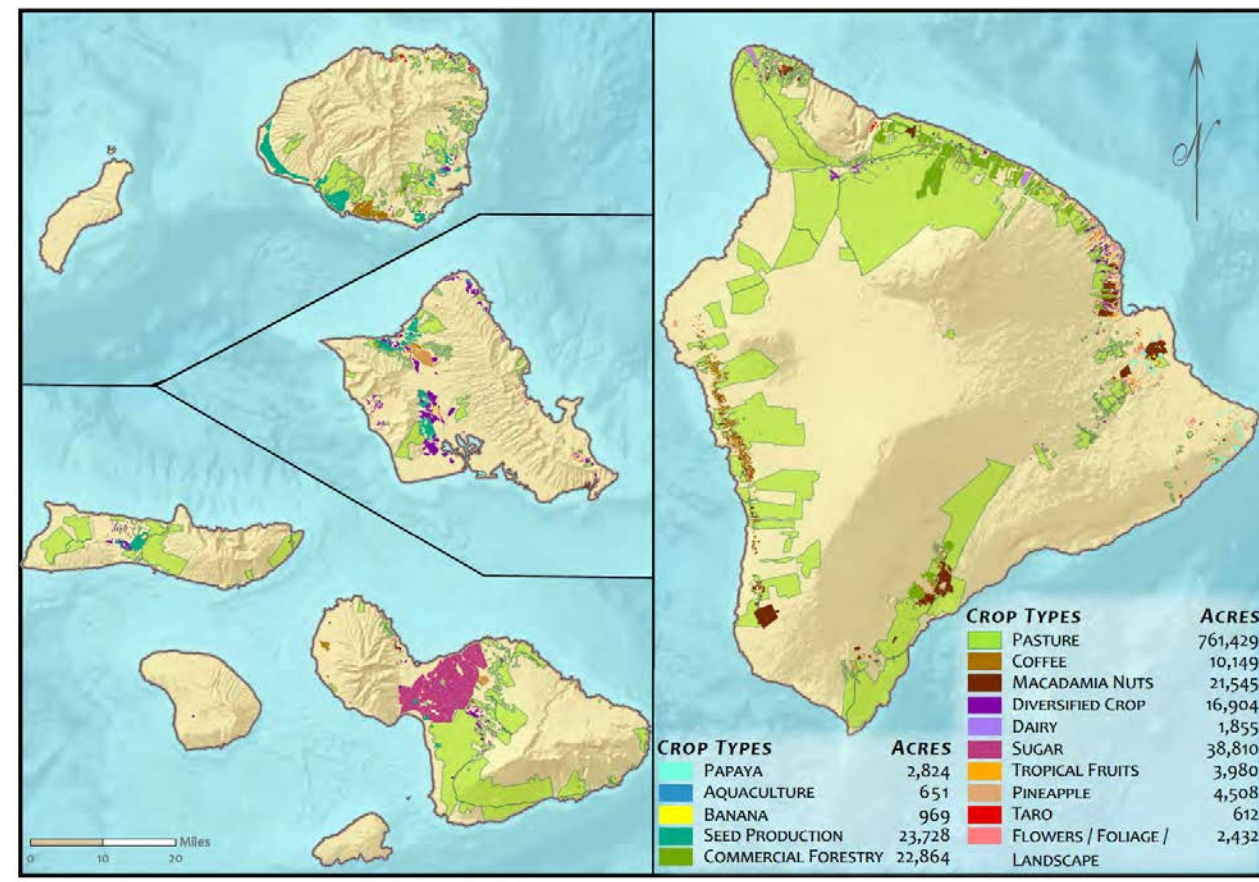 N
CROP TYPES ACRES
PASTURE 761,429
COFFEE 10,149
MACADAMIA NUTS 21,545
DIVERSIFIED CROP 16,904
DAIRY 1,855
SUGAR 38,810
TROPICAL FRUITS 3,980
PINEAPPLE 4,508
TARO 612
FLOWERS / FOLIAGE / 2,432
LANDSCAPE
CROP TYPES ACRES
PAPAYA 2,824
AQUACULTURE 651
BANANA 969
SEED PRODUCTION 23,728
COMMERCIAL FORESTRY 22,864
Miles
0 10 20